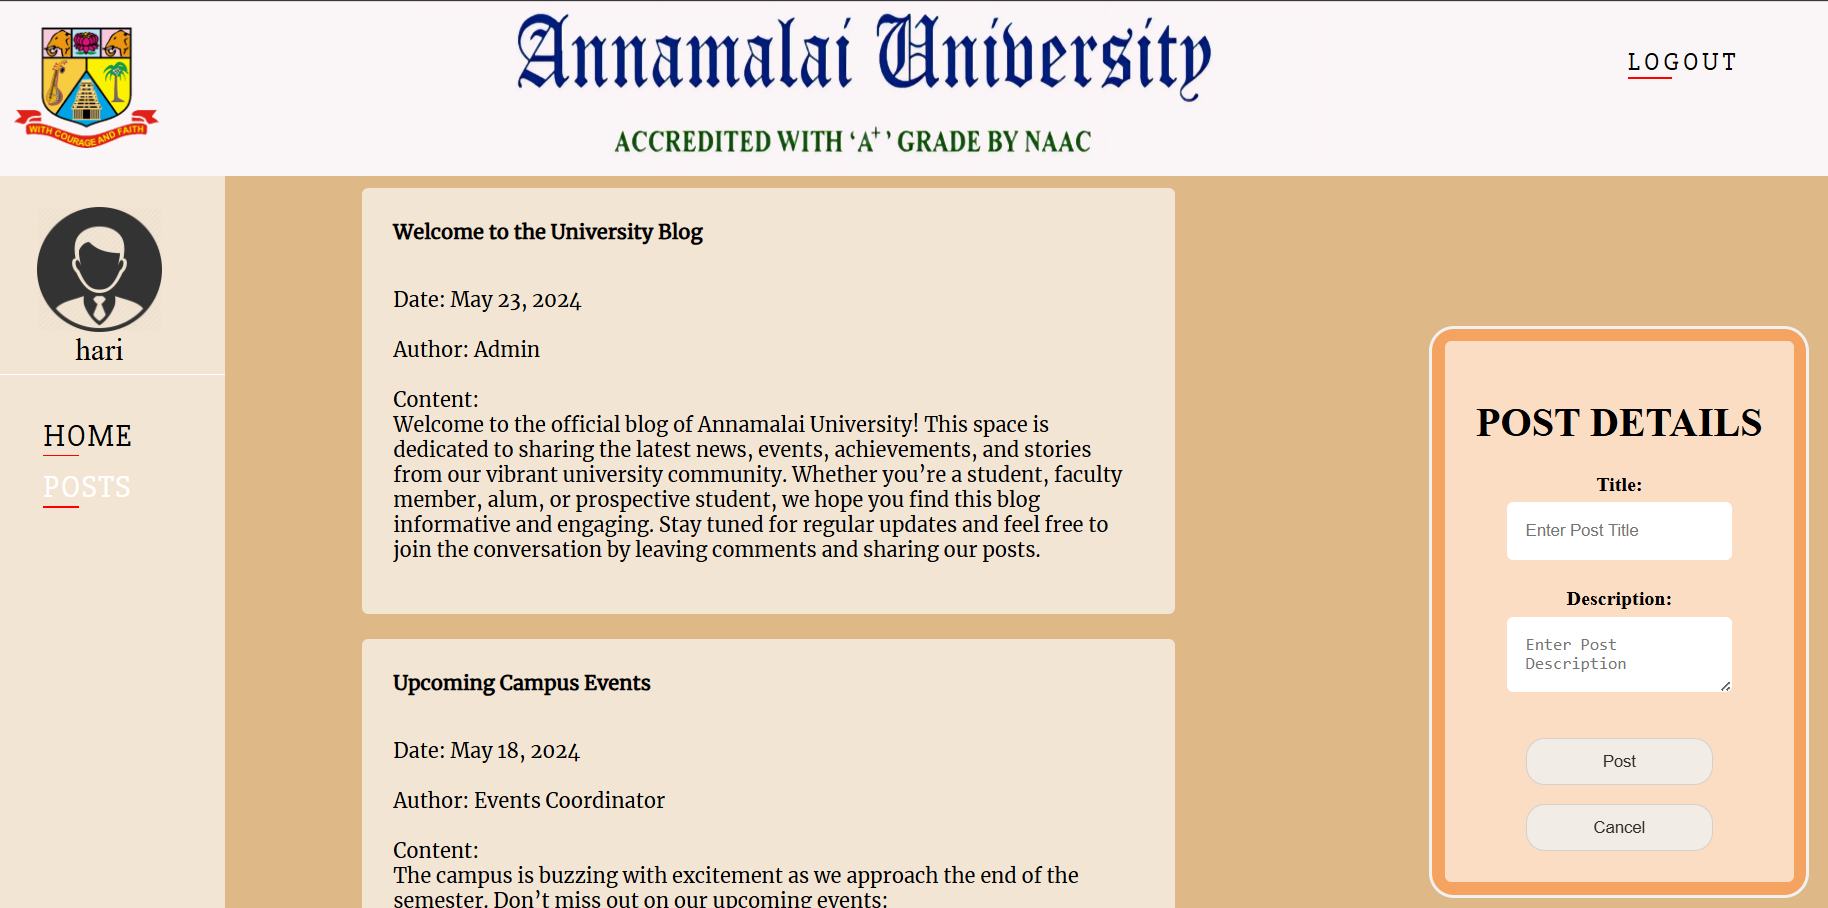 Annamalai University
LOGOUT
WITH COURAGE AND FAITH
ACCREDITED WITH ‘A+’ GRADE BY NAAC
hari
HOME
POSTS
Welcome to the University Blog
Date: May 23, 2024
Author: Admin
Content:
Welcome to the official blog of Annamalai University! This space is
dedicated to sharing the latest news, events, achievements, and stories
from our vibrant university community. Whether you’re a student, faculty
member, alum, or prospective student, we hope you find this blog
informative and engaging. Stay tuned for regular updates and feel free to
join the conversation by leaving comments and sharing our posts.
Upcoming Campus Events
Date: May 18, 2024
Author: Events Coordinator
Content:
The campus is buzzing with excitement as we approach the end of the
semester. Don’t miss out on our upcoming events:
POST DETAILS
Title:
Enter Post Title
Description:
Enter Post
Description
Post
Cancel